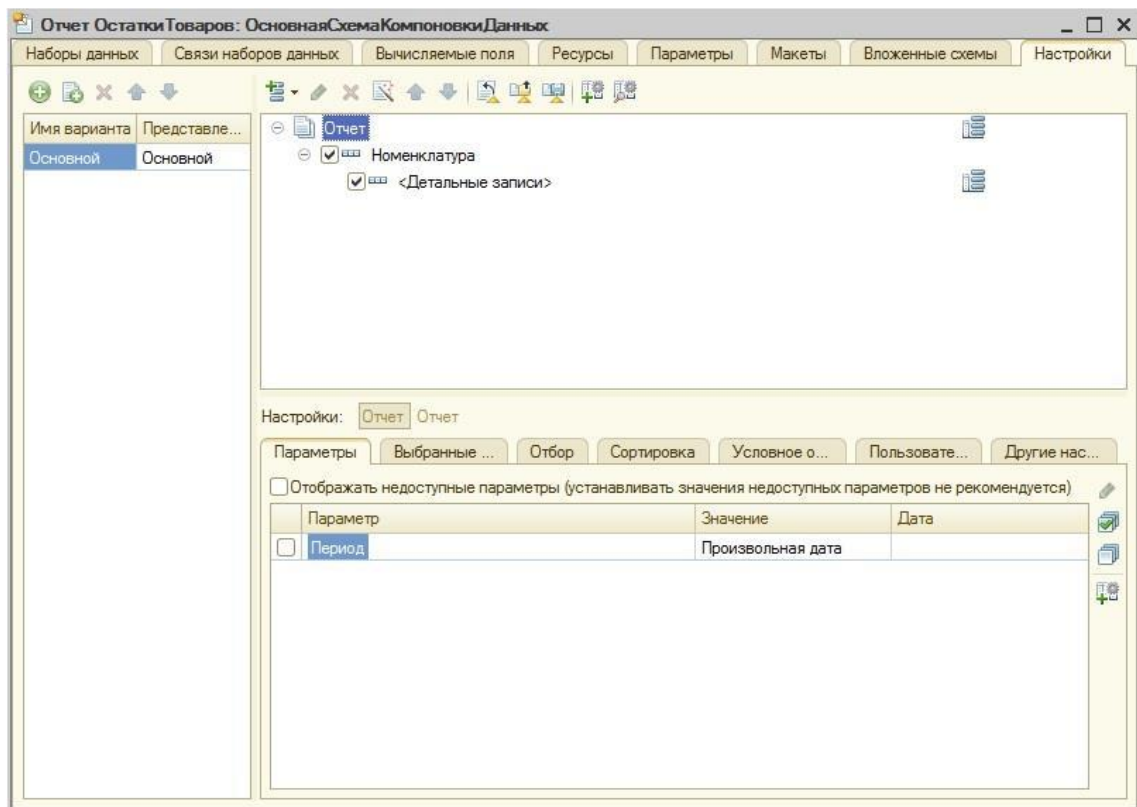 Отчет ОстаткиТоваров: ОсновнаяСхемаКомпоновкиДанных
Наборы данных Связи наборов данных Вычисляемые поля Ресурсы Параметры Макеты Вложенные схемы Настройки
Имя варианта Представле...
Основной Основной
Отчет
Номенклатура
<Детальные записи>
Настройки: Отчет Отчет
Параметры Выбранные ... Отбор Сортировка Условное о... Пользовате... Другие нас...
Отображать недоступные параметры (устанавливать значения недоступных параметров не рекомендуется)
Параметр Значение Дата
Период Произвольная дата